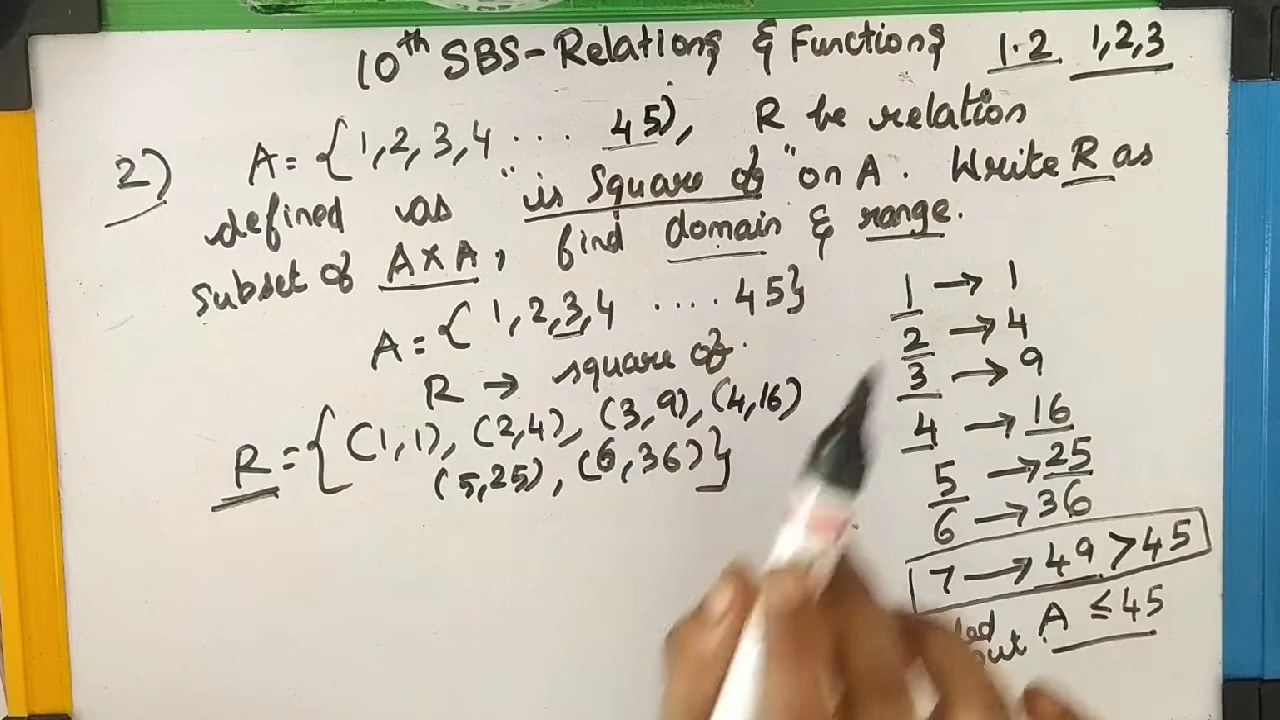 10th SBS-Relations & Functions 1.2 1,2,3
2) A = {1,2,3,4 .... 45}, R be relation
defined as "is square of" on A. Write R as
subset of A×A, find domain & range.
A = {1,2,3,4 .... 45}
R → square of.
R = {(1,1), (2,4), (3,9), (4,16)
(5,25), (6,36)}
1 → 1
2 → 4
3 → 9
4 → 16
5 → 25
6 → 36
7 → 49 > 45
A ≤ 45
out